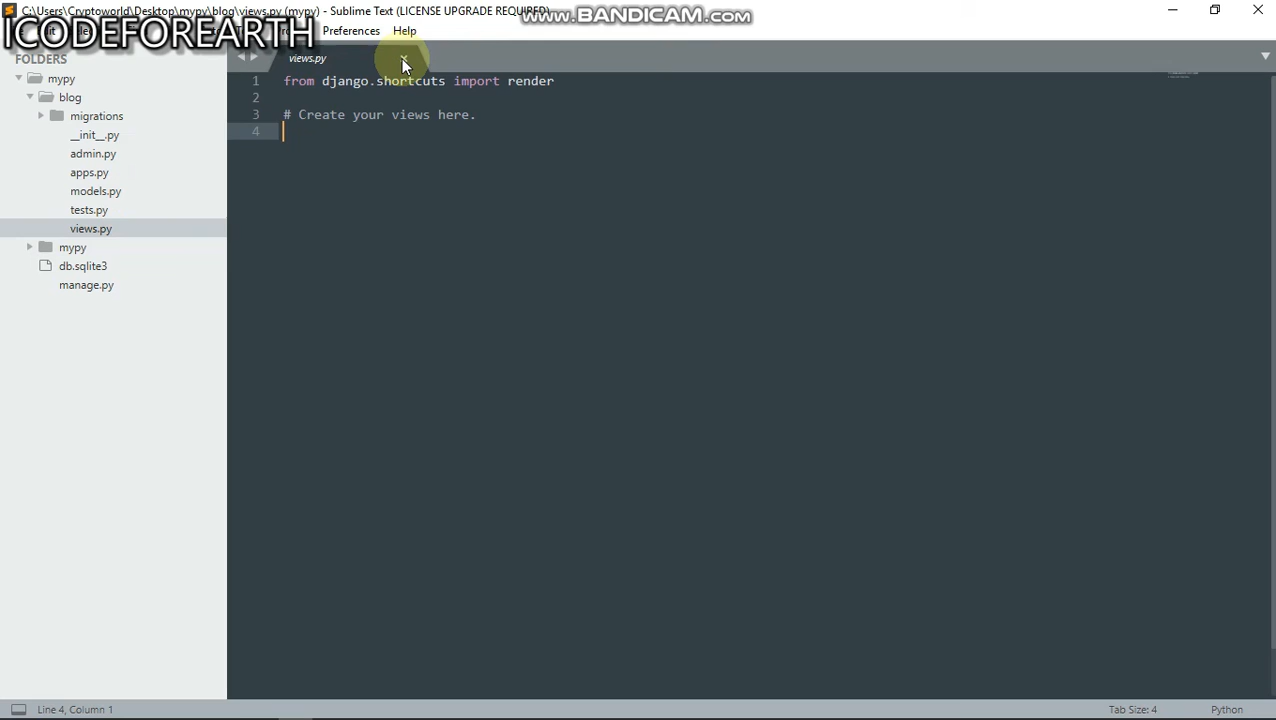 C:\Users\Cryptoworld\Desktop\mypy\blog\views.py (mypy) - Sublime Text (LICENSE UPGRADE REQUIRED)
www.BANDICAM.com
ICODEFOREARTH
Preferences Help
FOLDERS
mypy
blog
migrations
__init__.py
admin.py
apps.py
models.py
tests.py
views.py
mypy
db.sqlite3
manage.py
views.py
1 from django.shortcuts import render
2
3 # Create your views here.
4
Line 4, Column 1
Tab Size: 4
Python